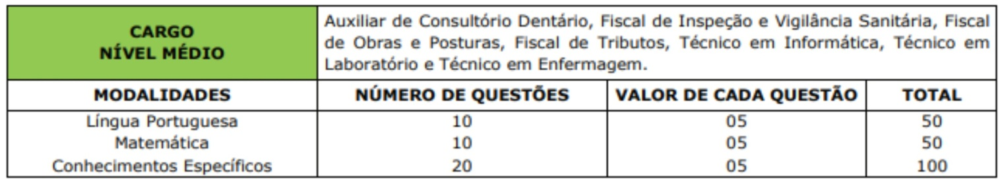 CARGO
NÍVEL MÉDIO
Auxiliar de Consultório Dentário, Fiscal de Inspeção e Vigilância Sanitária, Fiscal
de Obras e Posturas, Fiscal de Tributos, Técnico em Informática, Técnico em
Laboratório e Técnico em Enfermagem.
MODALIDADES NÚMERO DE QUESTÕES VALOR DE CADA QUESTÃO TOTAL
Língua Portuguesa 10 05 50
Matemática 10 05 50
Conhecimentos Específicos 20 05 100